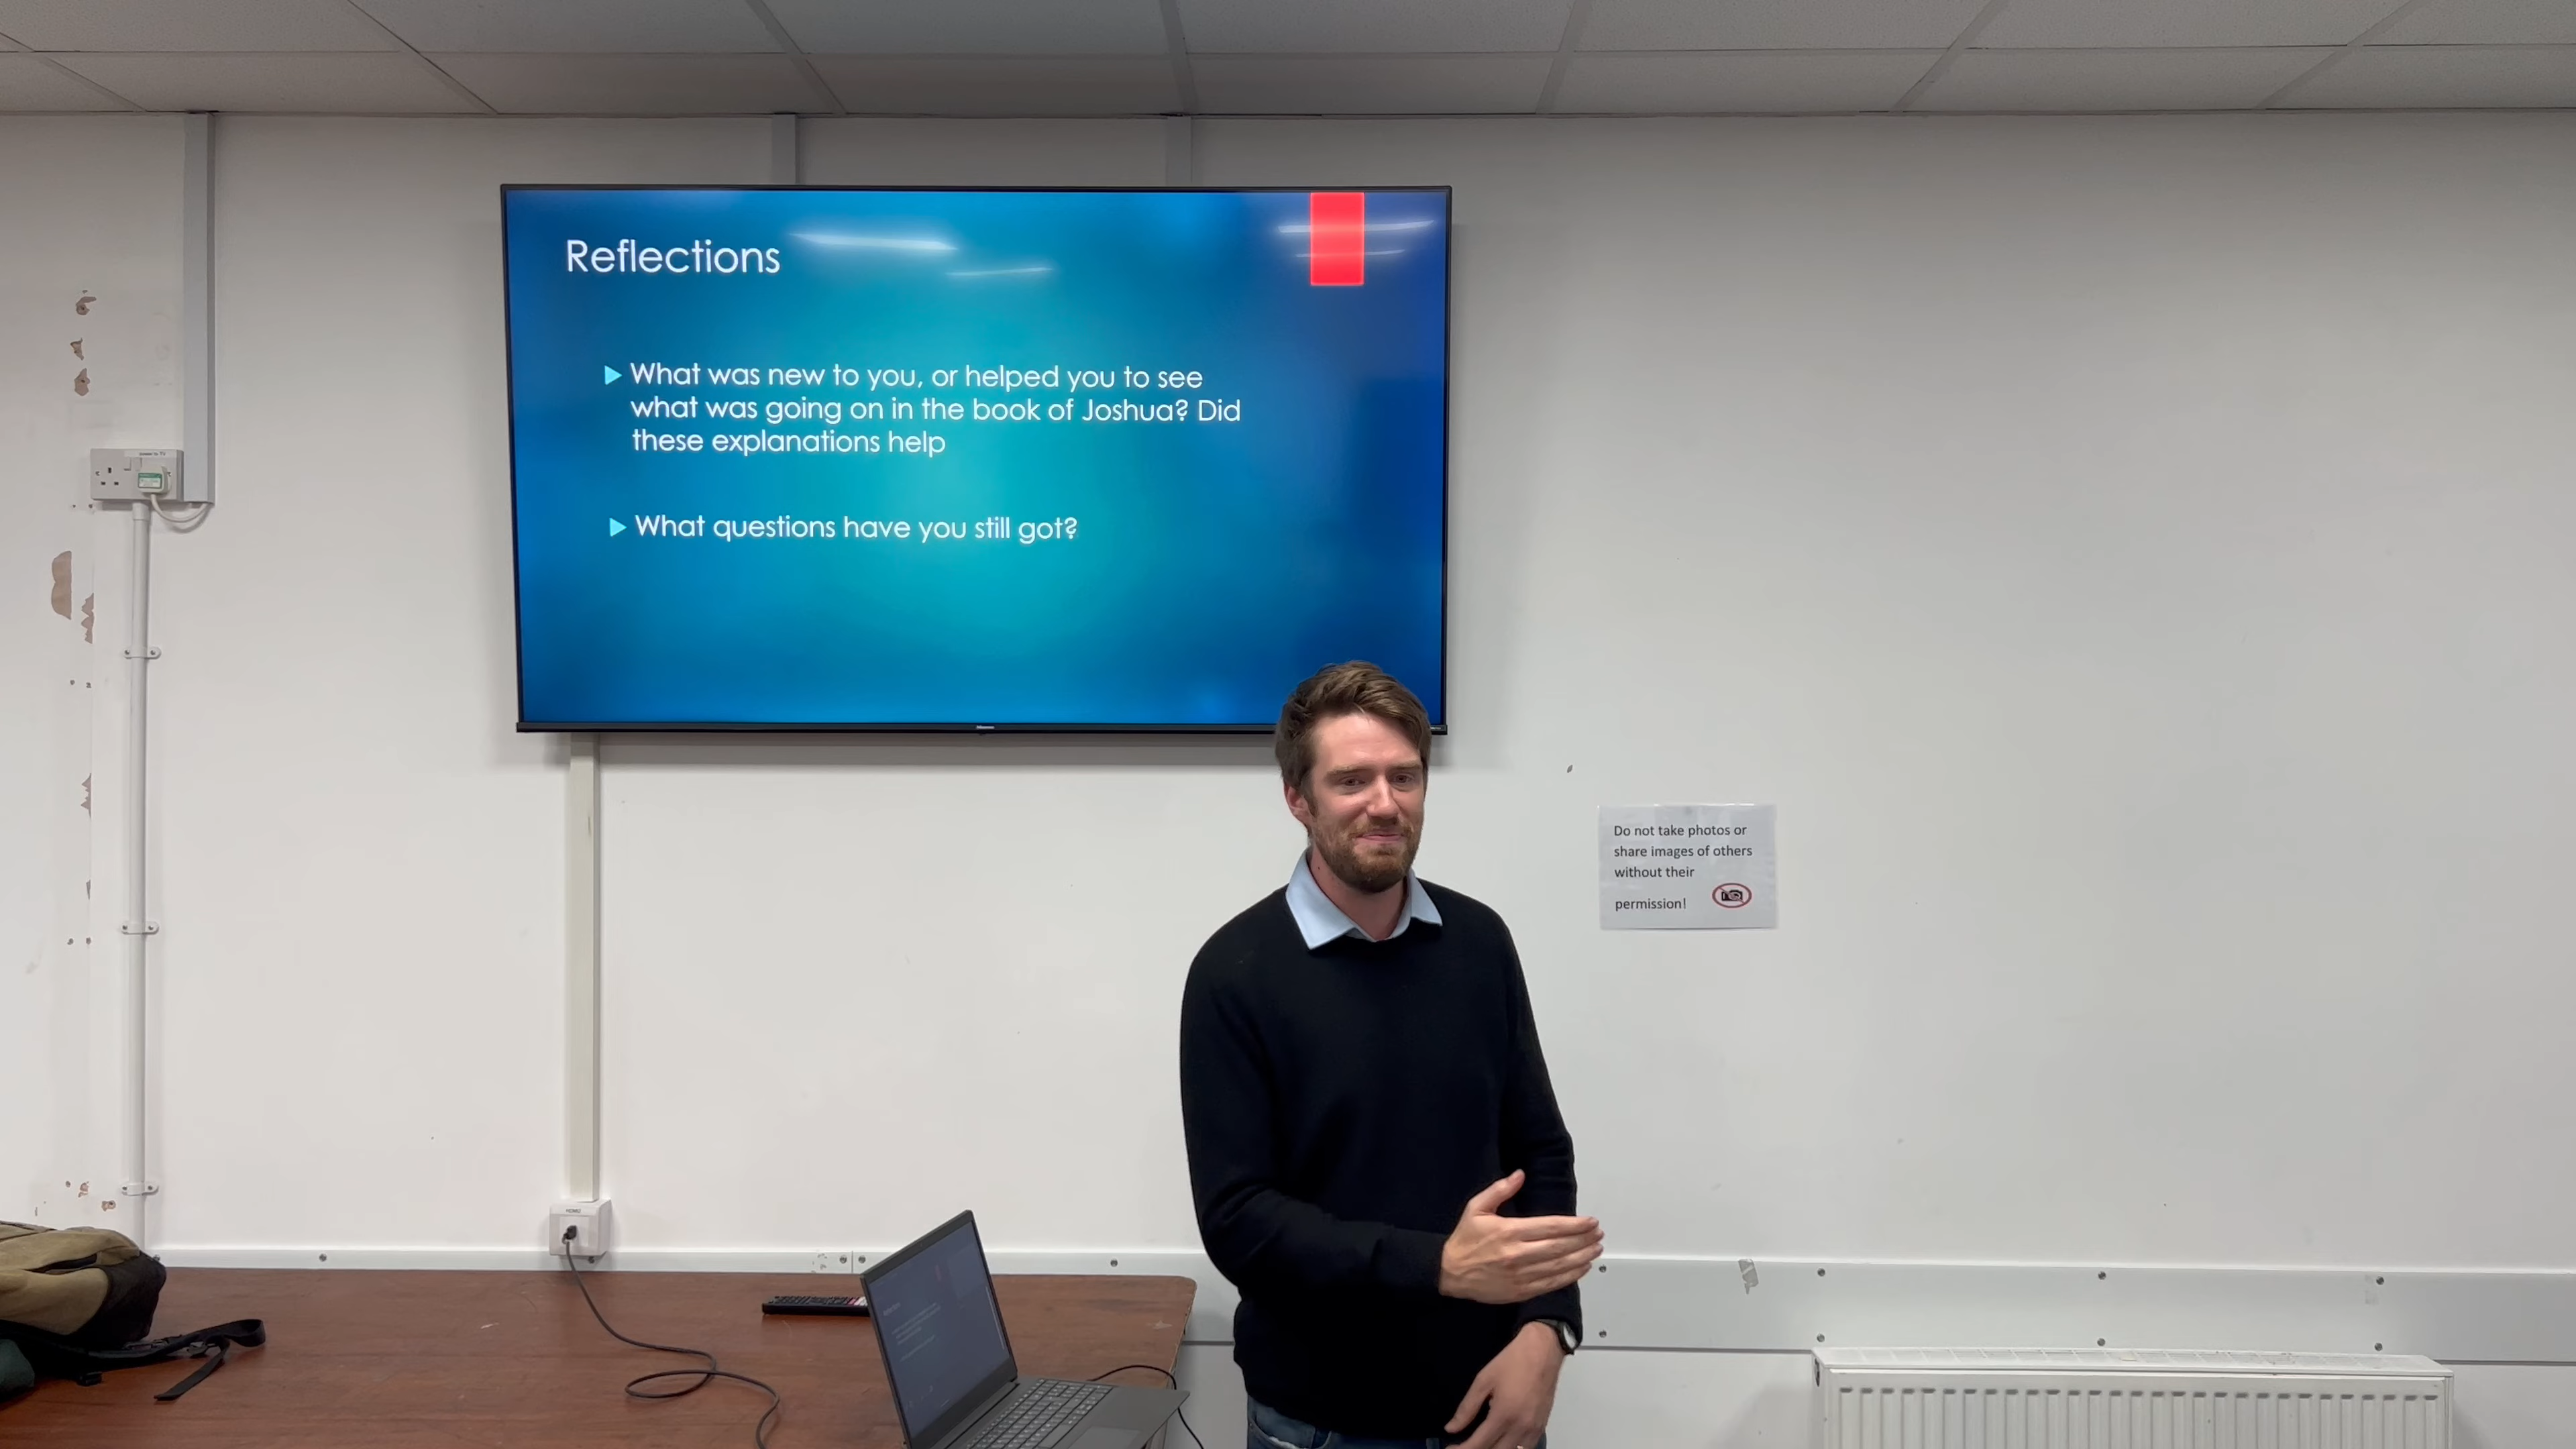 Reflections
What was new to you, or helped you to see
what was going on in the book of Joshua? Did
these explanations help
What questions have you still got?
Do not take photos or
share images of others
without their
permission!
HDMI